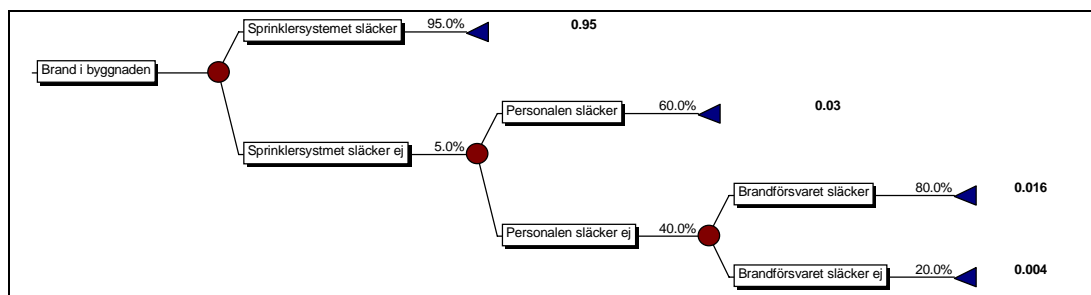 Sprinklersystemet släcker 95.0% 0.95
Brand i byggnaden
Personalen släcker 60.0% 0.03
Sprinklersystmet släcker ej 5.0%
Brandförsvaret släcker 80.0% 0.016
Personalen släcker ej 40.0%
Brandförsvaret släcker ej 20.0% 0.004